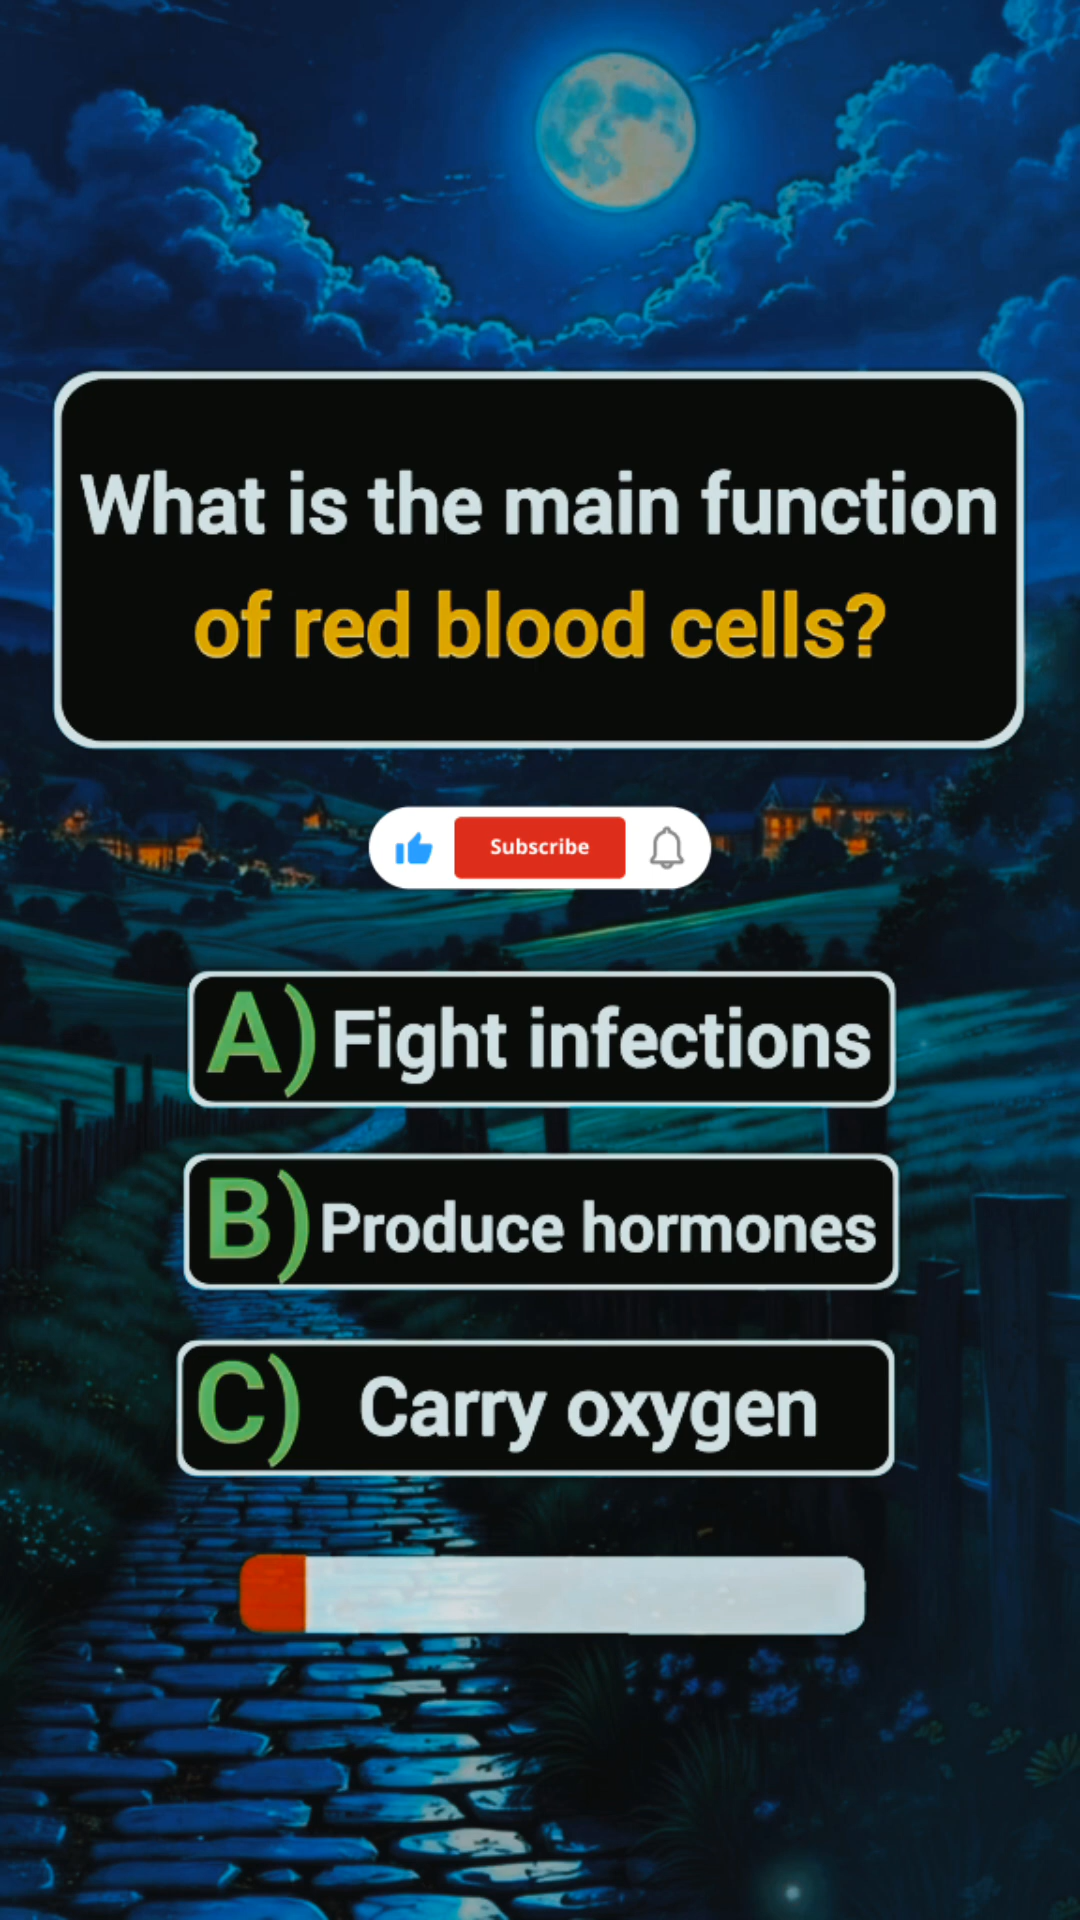 What is the main function
of red blood cells?
Subscribe
A) Fight infections
B) Produce hormones
C) Carry oxygen